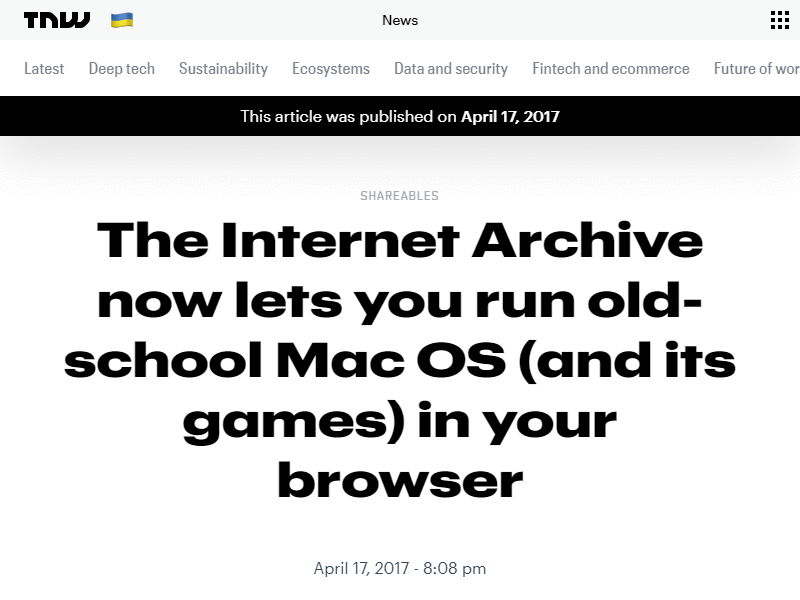 TNW
News
Latest Deep tech Sustainability Ecosystems Data and security Fintech and ecommerce Future of wor
This article was published on April 17, 2017
SHAREABLES
The Internet Archive
now lets you run old-
school Mac OS (and its
games) in your
browser
April 17, 2017 - 8:08 pm